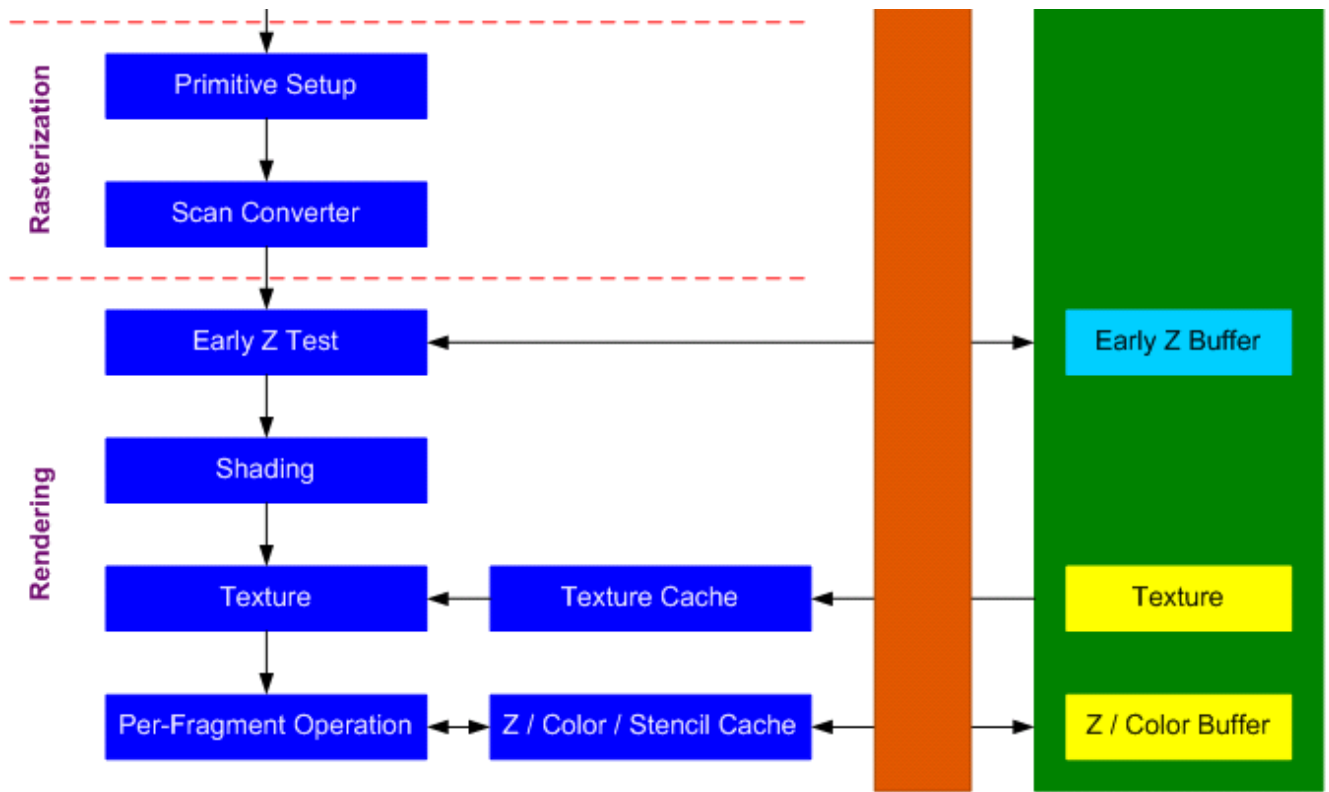 Rasterization
Primitive Setup
Scan Converter
Rendering
Early Z Test
Early Z Buffer
Shading
Texture
Texture Cache
Texture
Per-Fragment Operation
Z / Color / Stencil Cache
Z / Color Buffer